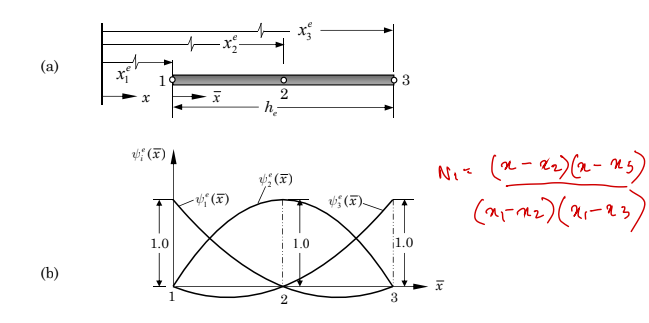 x₃ᵉ
x₂ᵉ
(a)
x₁ᵉ
1
2
3
x
x̄
hₑ
ψᵢᵉ(x̄)
ψ₂ᵉ(x̄)
ψ₁ᵉ(x̄)
ψ₃ᵉ(x̄)
1.0
1.0
1.0
(b)
1
2
3
x̄
N₁ = (x - x₂)(x - x₃)
(x₁ - x₂)(x₁ - x₃)